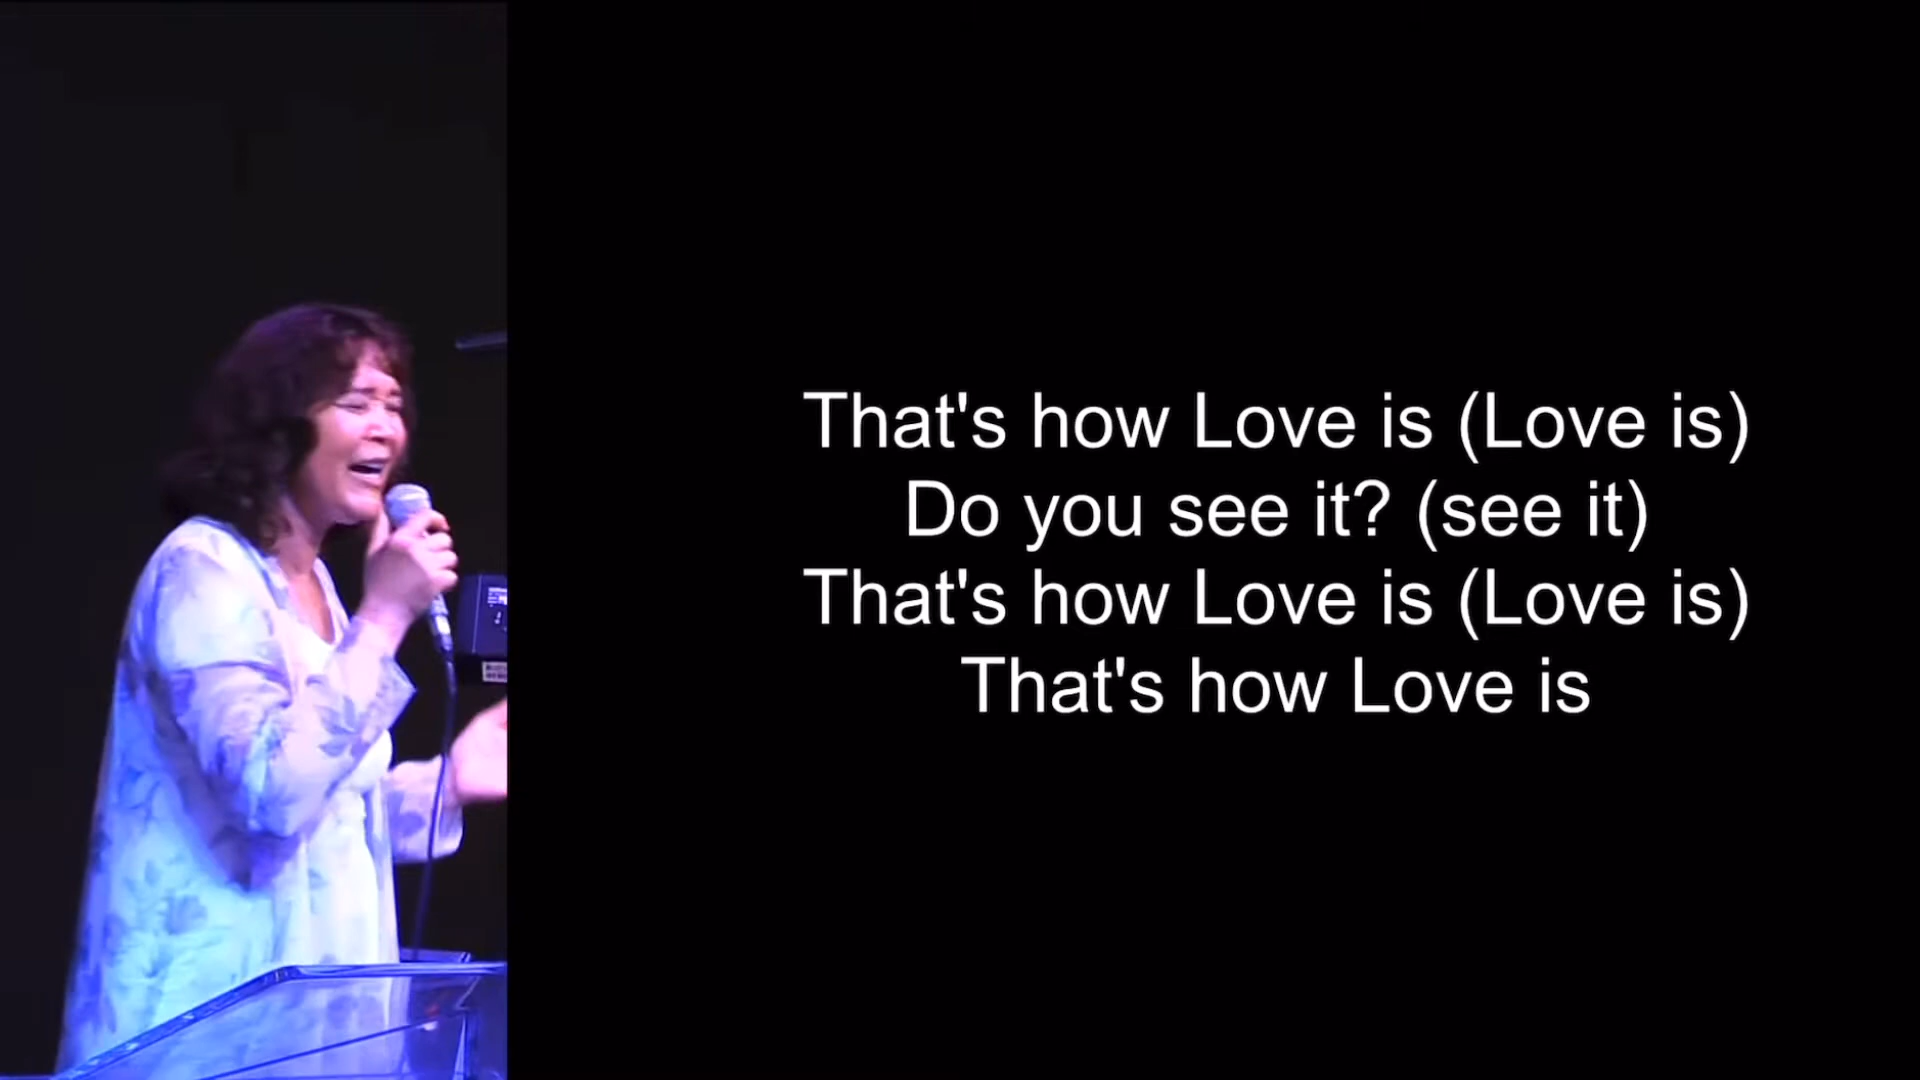 That's how Love is (Love is)
Do you see it? (see it)
That's how Love is (Love is)
That's how Love is